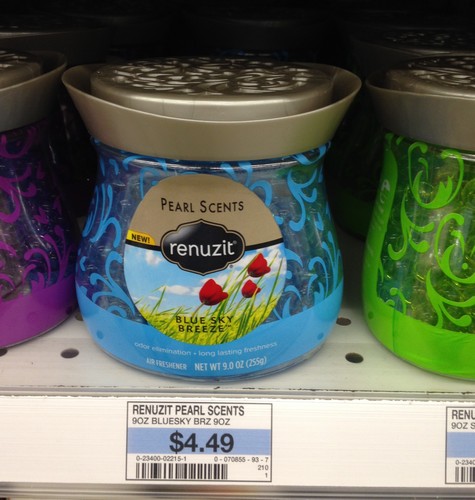 PEARL SCENTS
NEW!
renuzit
BLUE SKY
BREEZE
odor elimination • long lasting freshness
AIR FRESHENER NET WT 9.0 OZ (255g)
RENUZIT PEARL SCENTS
9OZ BLUESKY BRZ 9OZ
$4.49
0-23400-02215-1 0 - 070855 - 93 - 7
210
1
RENU
9OZ S
0-234